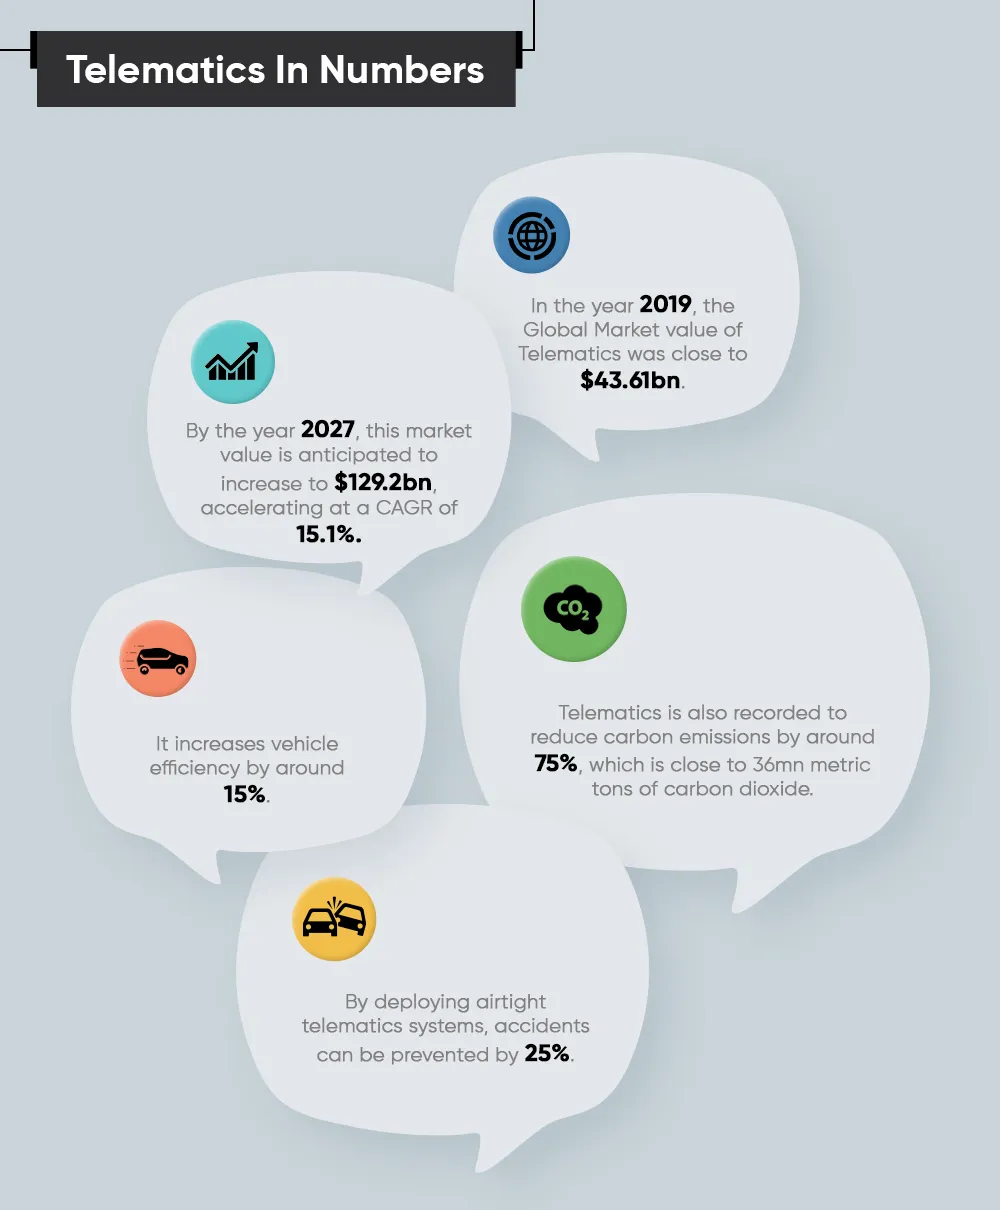 Telematics In Numbers
In the year 2019, the
Global Market value of
Telematics was close to
$43.61bn.
By the year 2027, this market
value is anticipated to
increase to $129.2bn,
accelerating at a CAGR of
15.1%.
CO2
Telematics is also recorded to
reduce carbon emissions by around
75%, which is close to 36mn metric
tons of carbon dioxide.
It increases vehicle
efficiency by around
15%.
By deploying airtight
telematics systems, accidents
can be prevented by 25%.